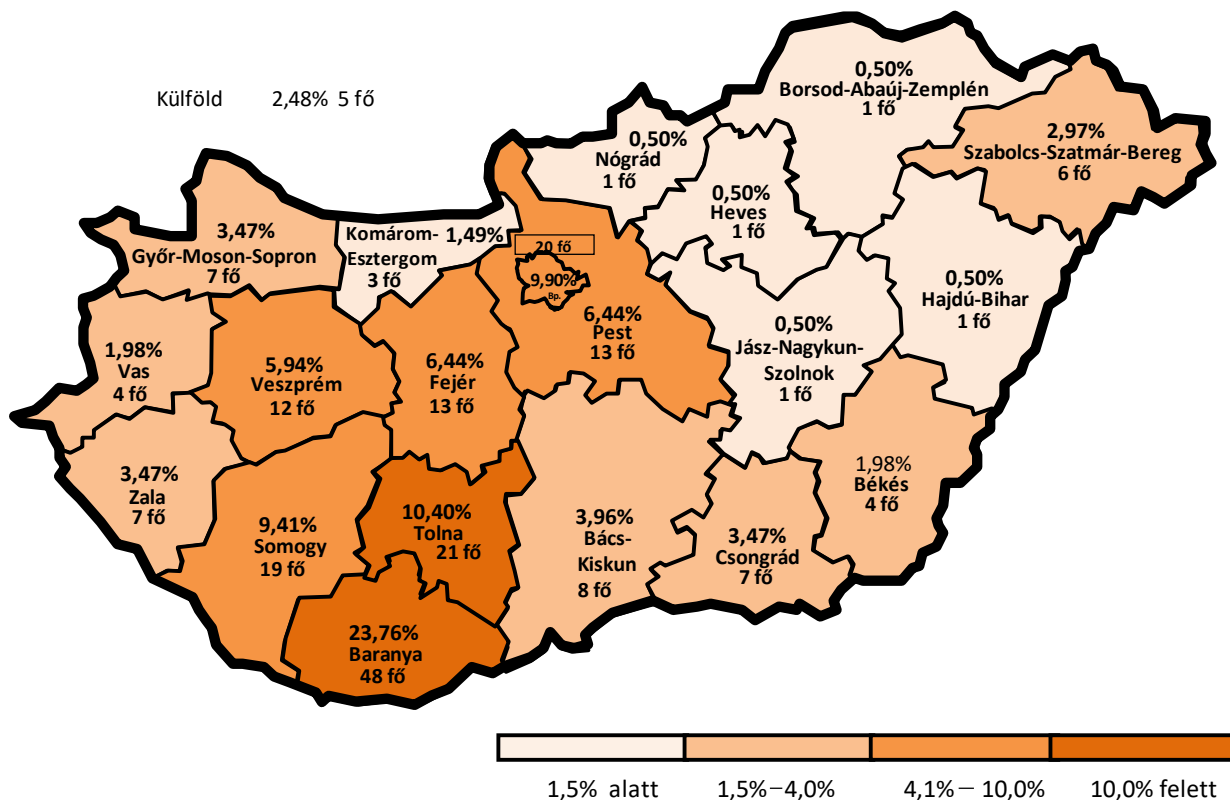 Külföld 2,48% 5 fő
0,50%
Borsod-Abaúj-Zemplén
1 fő
2,97%
Szabolcs-Szatmár-Bereg
6 fő
0,50%
Nógrád
1 fő
0,50%
Heves
1 fő
3,47%
Győr-Moson-Sopron
7 fő
Komárom- 1,49%
Esztergom
3 fő
20 fő
9,90%
Bp.
6,44%
Pest
13 fő
0,50%
Hajdú-Bihar
1 fő
0,50%
Jász-Nagykun-
Szolnok
1 fő
1,98%
Vas
4 fő
5,94%
Veszprém
12 fő
6,44%
Fejér
13 fő
3,47%
Zala
7 fő
9,41%
Somogy
19 fő
10,40%
Tolna
21 fő
3,96%
Bács-
Kiskun
8 fő
3,47%
Csongrád
7 fő
1,98%
Békés
4 fő
23,76%
Baranya
48 fő
1,5% alatt 1,5%–4,0% 4,1%– 10,0% 10,0% felett